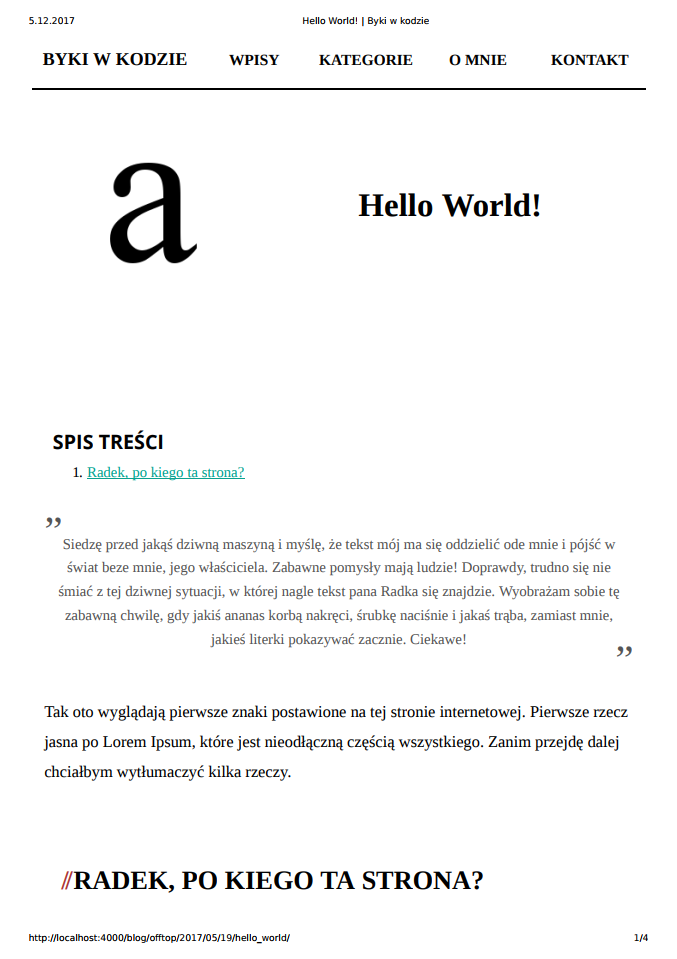 5.12.2017 Hello World! | Byki w kodzie
BYKI W KODZIE WPISY KATEGORIE O MNIE KONTAKT
a
Hello World!
SPIS TREŚCI
1. Radek, po kiego ta strona?
”
Siedzę przed jakąś dziwną maszyną i myślę, że tekst mój ma się oddzielić ode mnie i pójść w
świat beze mnie, jego właściciela. Zabawne pomysły mają ludzie! Doprawdy, trudno się nie
śmiać z tej dziwnej sytuacji, w której nagle tekst pana Radka się znajdzie. Wyobrażam sobie tę
zabawną chwilę, gdy jakiś ananas korbą nakręci, śrubkę naciśnie i jakaś trąba, zamiast mnie,
jakieś literki pokazywać zacznie. Ciekawe!
”
Tak oto wyglądają pierwsze znaki postawione na tej stronie internetowej. Pierwsze rzecz
jasna po Lorem Ipsum, które jest nieodłączną częścią wszystkiego. Zanim przejdę dalej
chciałbym wytłumaczyć kilka rzeczy.
//RADEK, PO KIEGO TA STRONA?
http://localhost:4000/blog/offtop/2017/05/19/hello_world/ 1/4